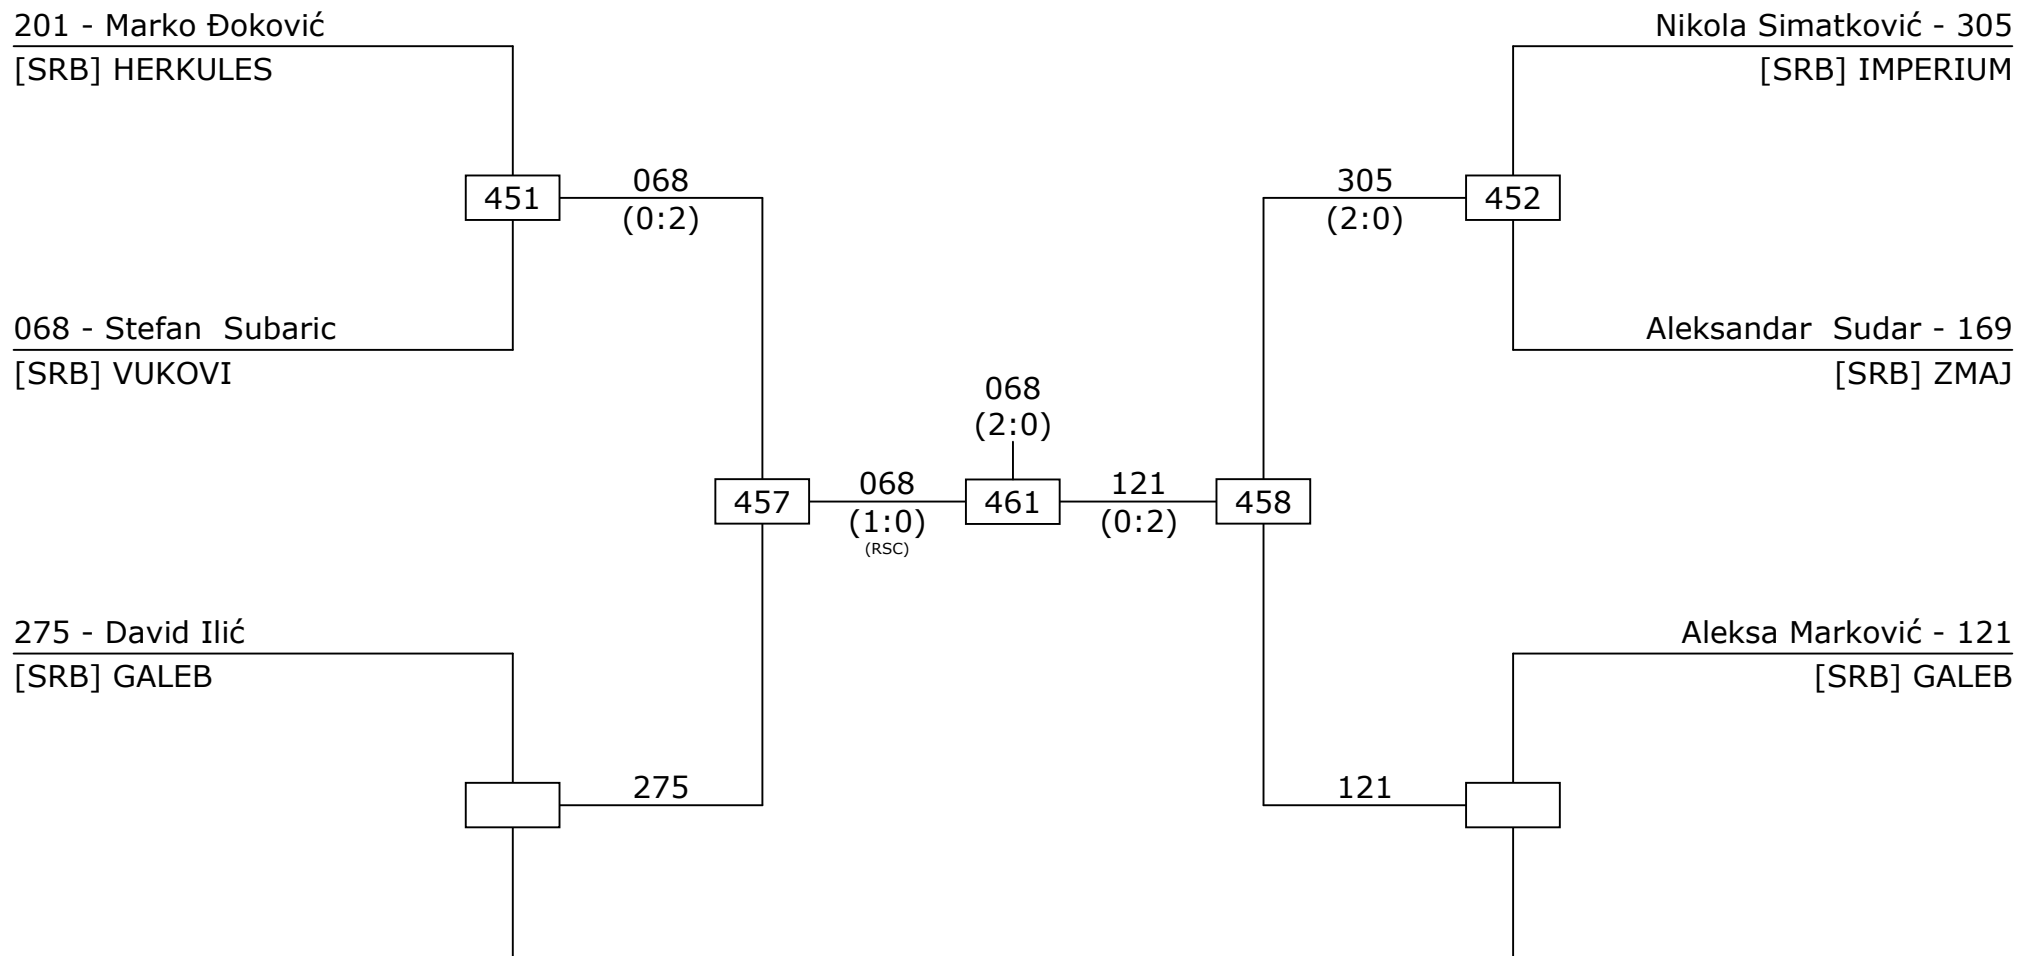 201 - Marko Đoković
[SRB] HERKULES
Nikola Simatković - 305
[SRB] IMPERIUM
451
068
(0:2)
305
(2:0)
452
068 - Stefan  Subaric
[SRB] VUKOVI
Aleksandar  Sudar - 169
[SRB] ZMAJ
068
(2:0)
457
068
(1:0)
(RSC)
461
121
(0:2)
458
275 - David Ilić
[SRB] GALEB
Aleksa Marković - 121
[SRB] GALEB
275
121